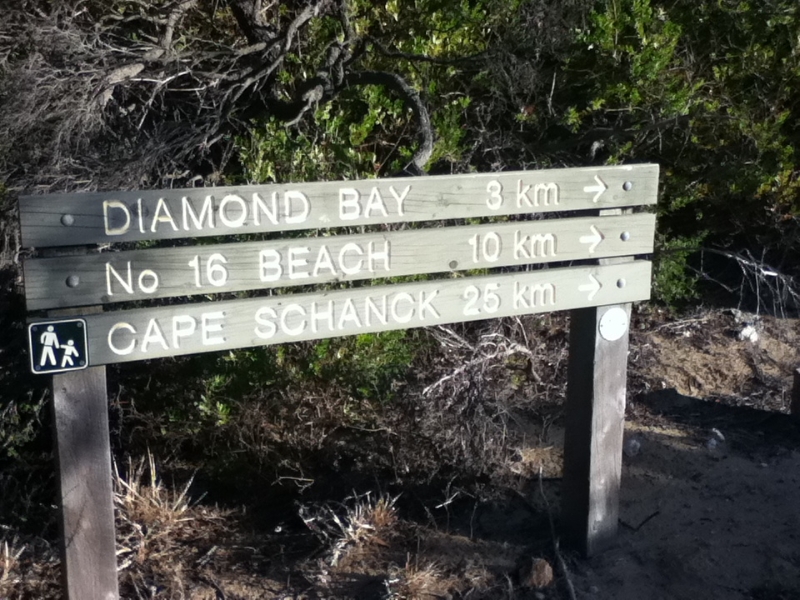 DIAMOND BAY 3 km →
No 16 BEACH 10 km →
CAPE SCHANCK 25 km →